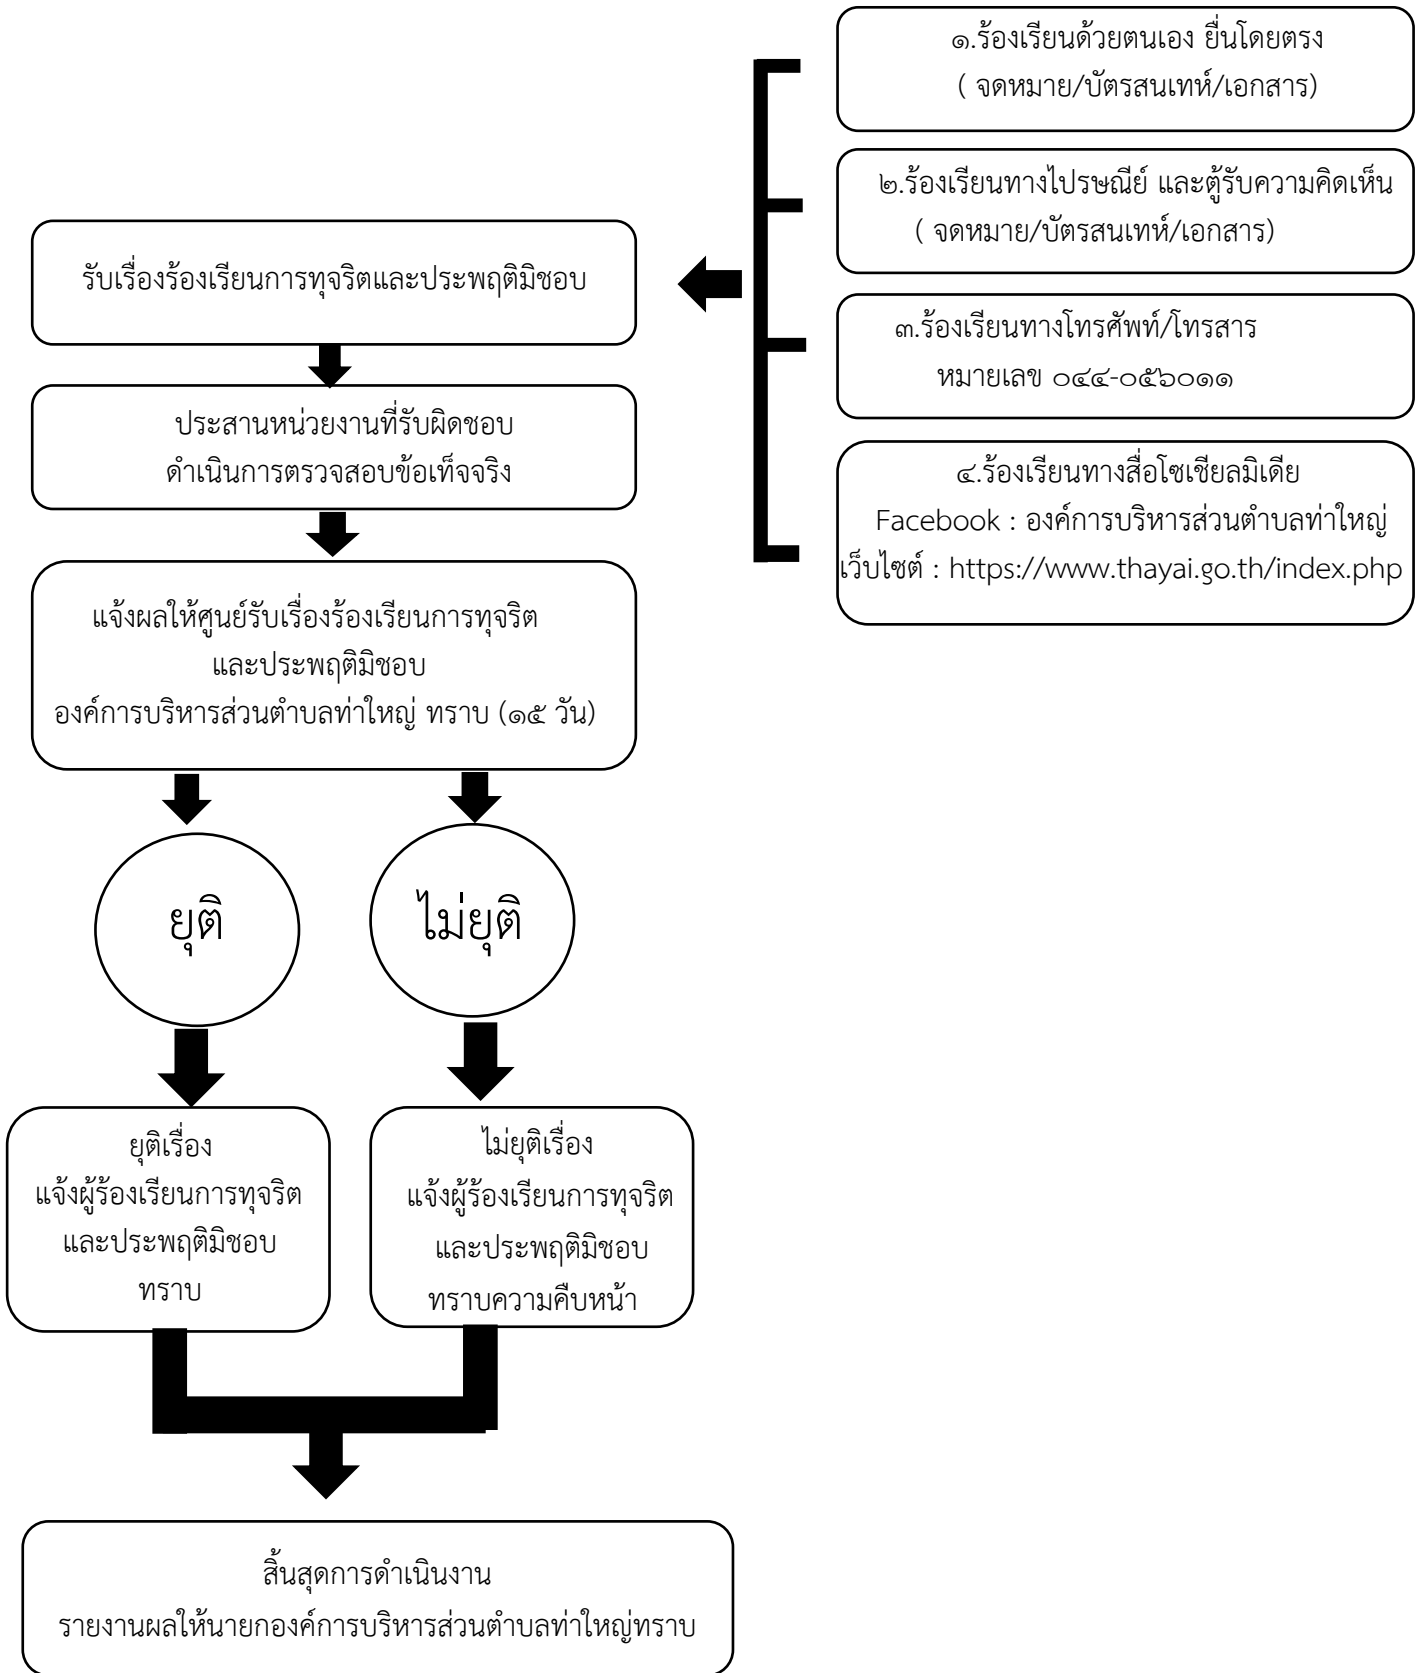 ๑.ร้องเรียนด้วยตนเอง ยื่นโดยตรง
( จดหมาย/บัตรสนเทห์/เอกสาร)
๒.ร้องเรียนทางไปรษณีย์ และตู้รับความคิดเห็น
( จดหมาย/บัตรสนเทห์/เอกสาร)
๓.ร้องเรียนทางโทรศัพท์/โทรสาร
หมายเลข ๐๔๔-๐๕๖๐๑๑
๔.ร้องเรียนทางสื่อโซเชียลมิเดีย
Facebook : องค์การบริหารส่วนตำบลท่าใหญ่
เว็บไซต์ : https://www.thayai.go.th/index.php
รับเรื่องร้องเรียนการทุจริตและประพฤติมิชอบ
ประสานหน่วยงานที่รับผิดชอบ
ดำเนินการตรวจสอบข้อเท็จจริง
แจ้งผลให้ศูนย์รับเรื่องร้องเรียนการทุจริต
และประพฤติมิชอบ
องค์การบริหารส่วนตำบลท่าใหญ่ ทราบ (๑๕ วัน)
ยุติ
ไม่ยุติ
ยุติเรื่อง
แจ้งผู้ร้องเรียนการทุจริต
และประพฤติมิชอบ
ทราบ
ไม่ยุติเรื่อง
แจ้งผู้ร้องเรียนการทุจริต
และประพฤติมิชอบ
ทราบความคืบหน้า
สิ้นสุดการดำเนินงาน
รายงานผลให้นายกองค์การบริหารส่วนตำบลท่าใหญ่ทราบ